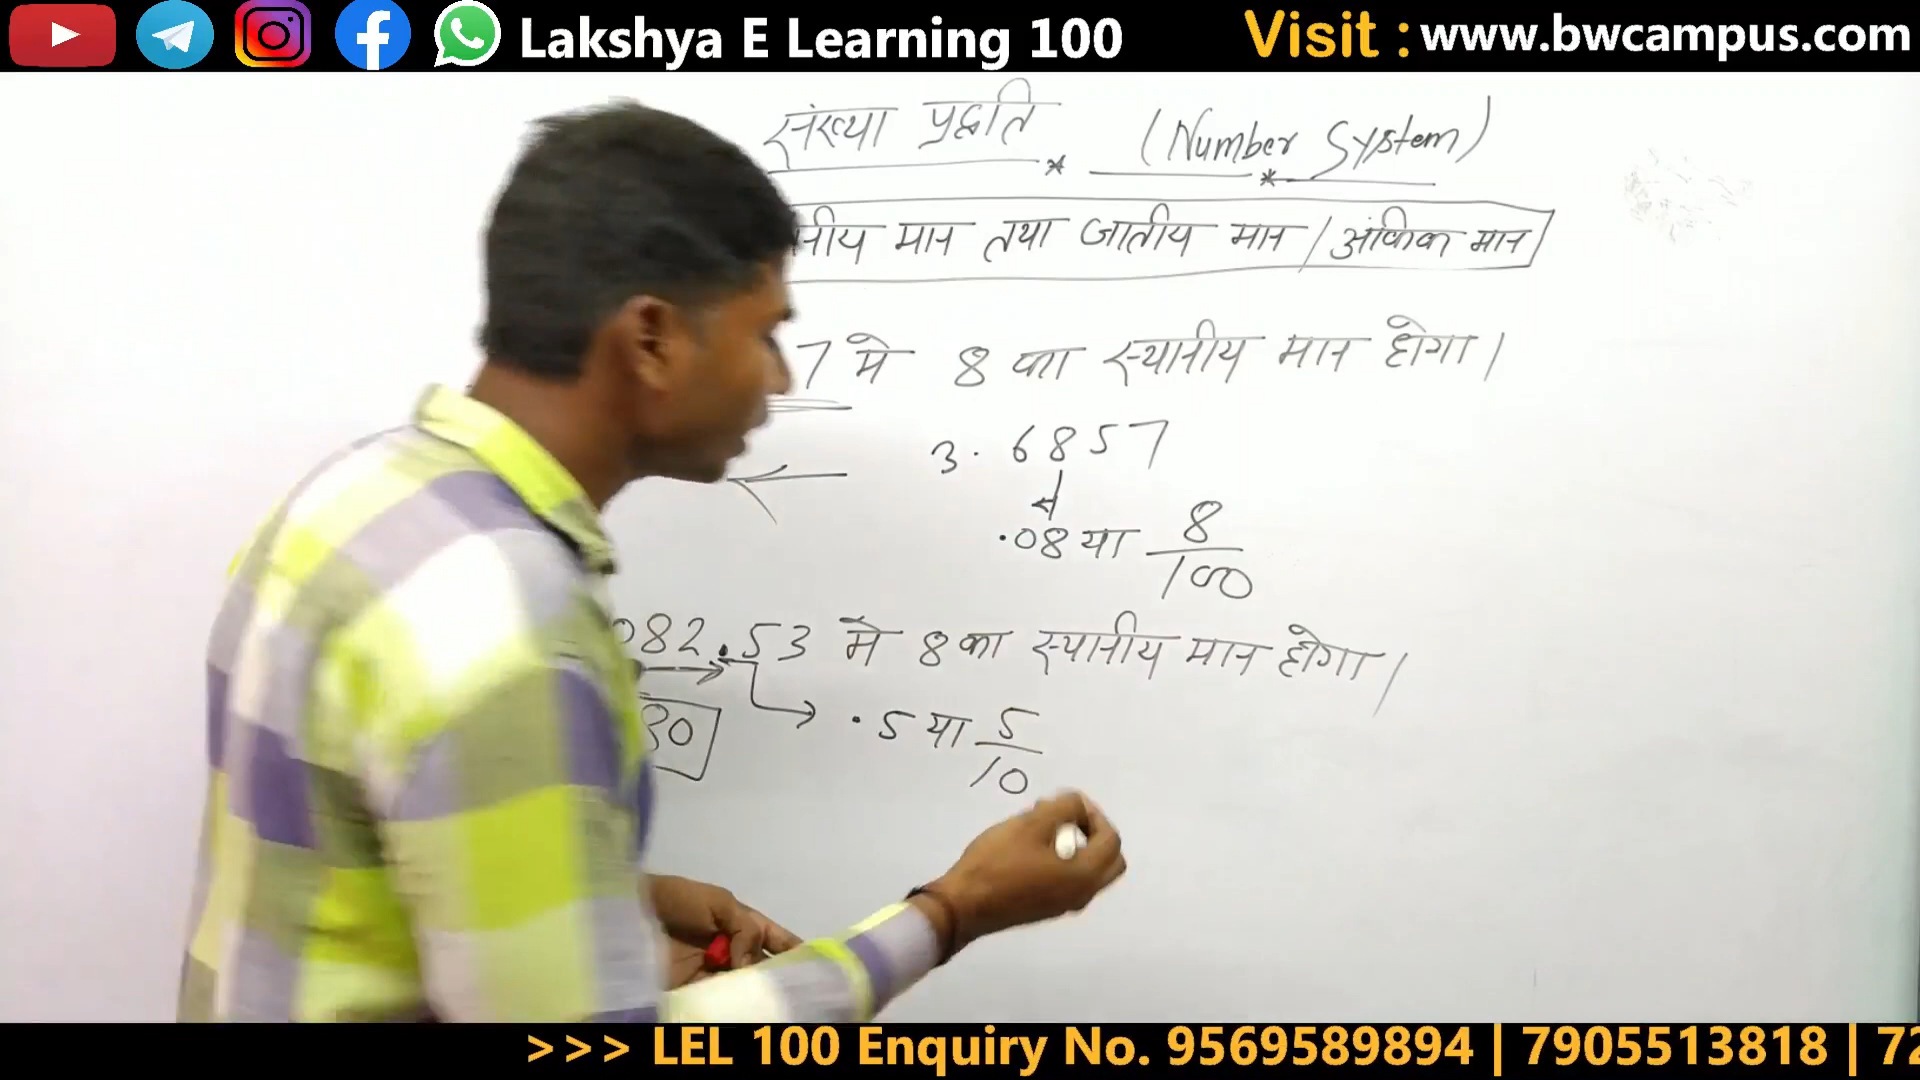 Lakshya E Learning 100 Visit : www.bwcampus.com
संख्या पद्धति (Number System)
मान तथा जातीय मान / आंकिक मान
7 मे 8 का स्थानीय मान होगा।
3.6857
.08 या 8/100
082.53 मे 8 का स्थानीय मान होगा।
80 .5 या 5/10
>>> LEL 100 Enquiry No. 9569589894 | 7905513818 | 72